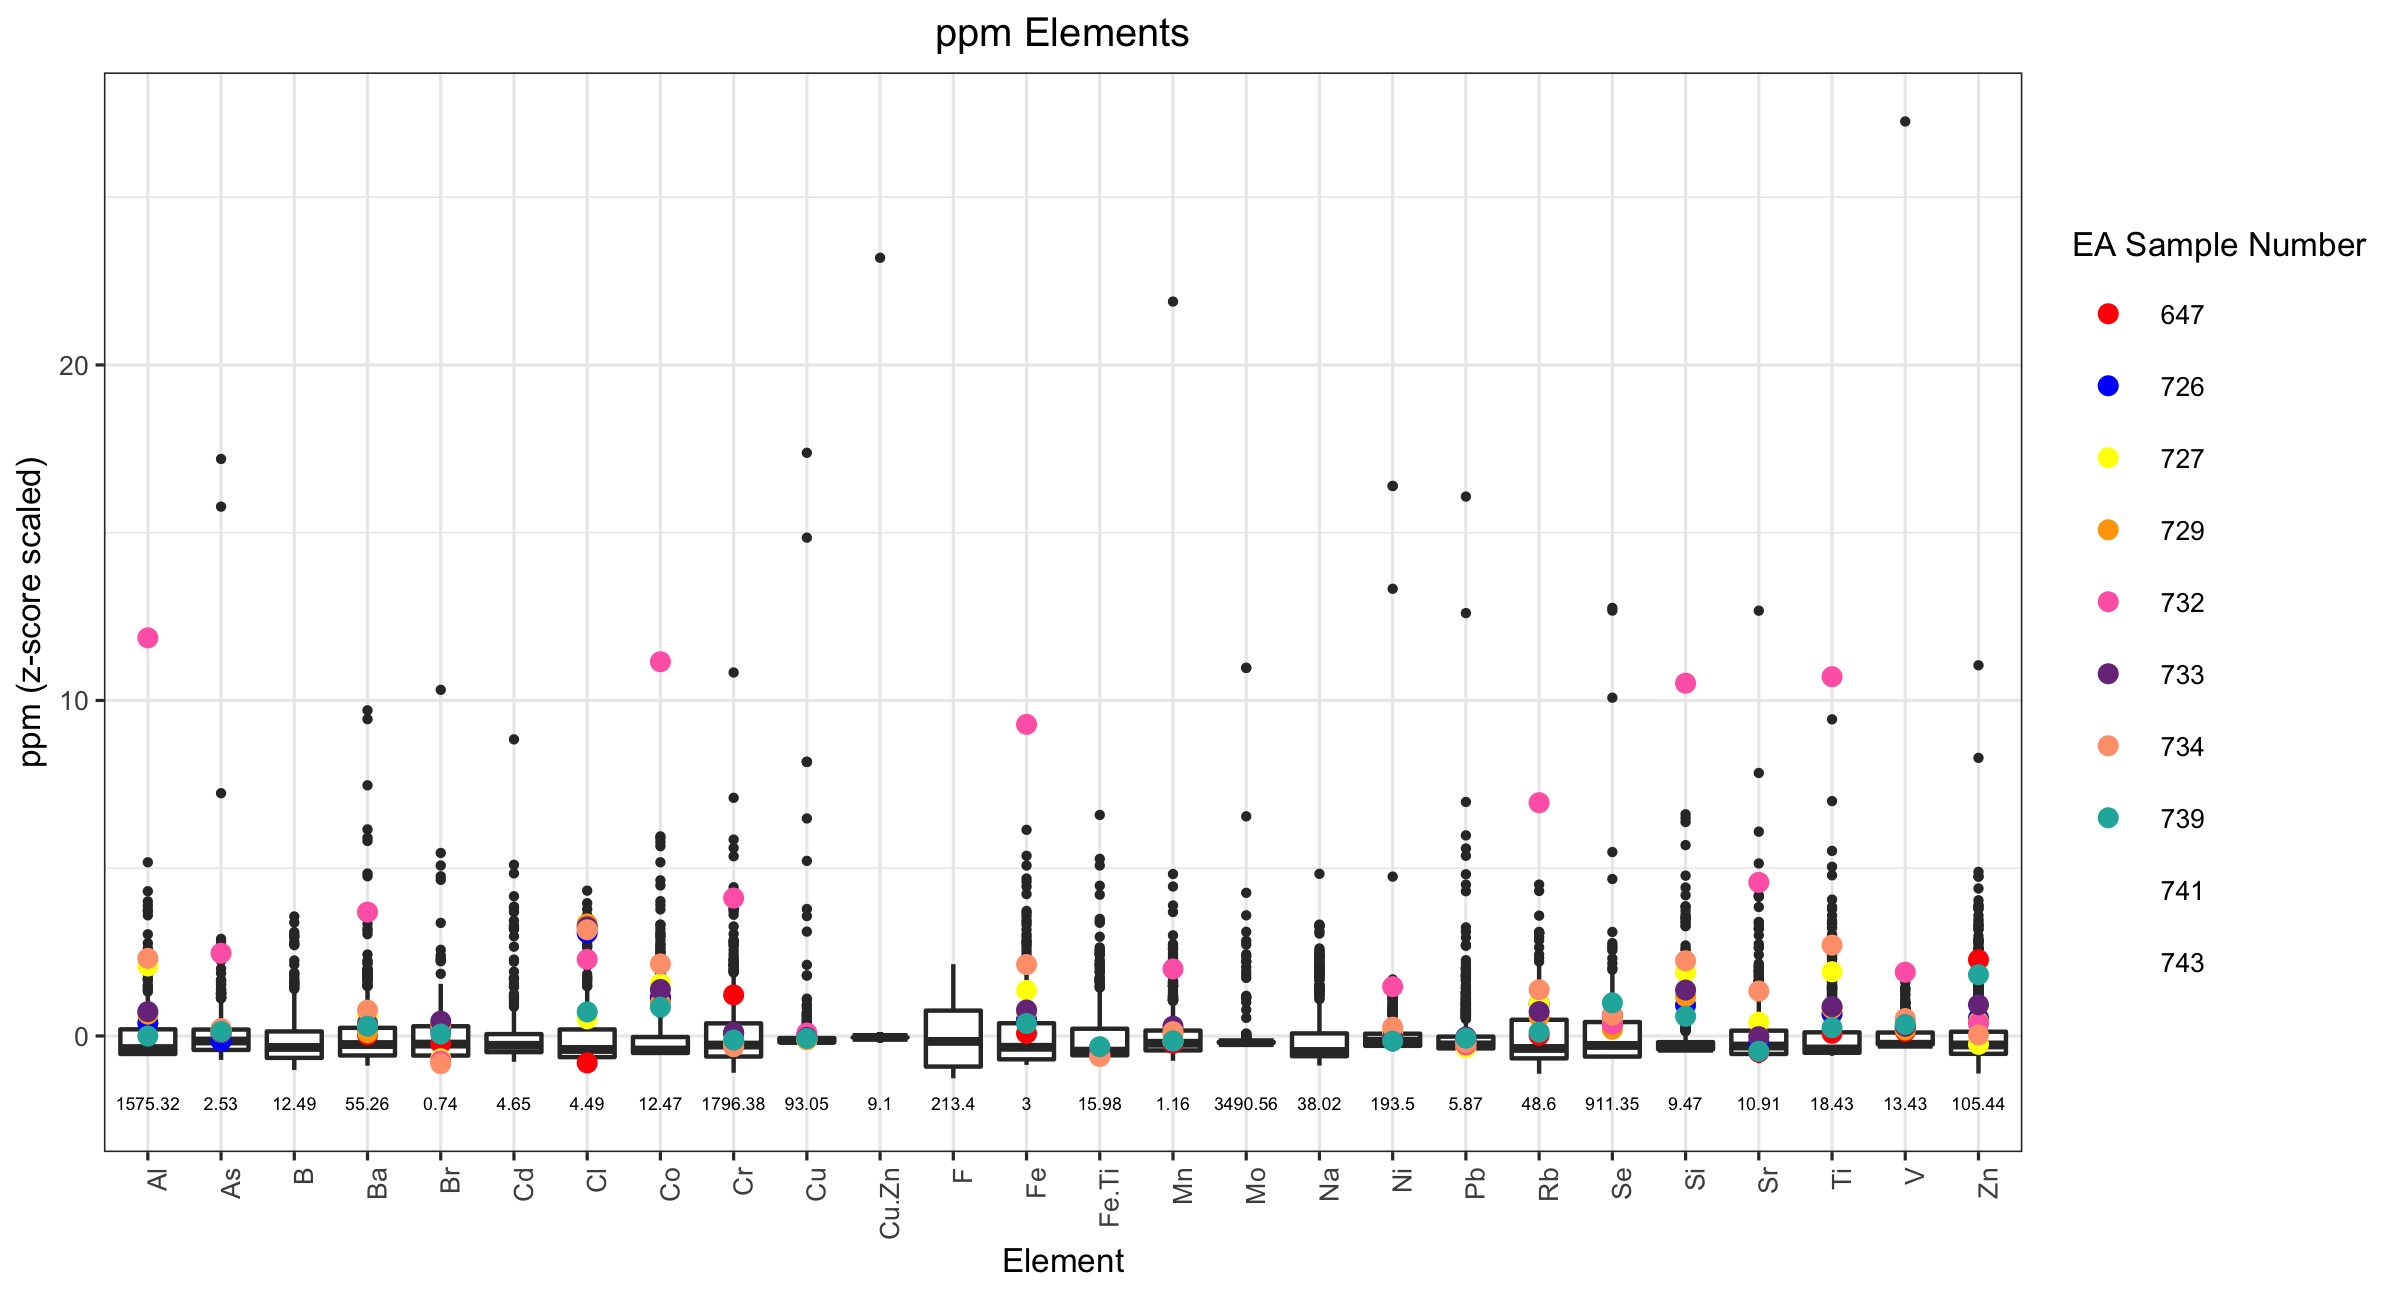 ppm Elements
ppm (z-score scaled)
20
10
0
1575.32 2.53 12.49 55.26 0.74 4.65 4.49 12.47 1796.38 93.05 9.1 213.4 3 15.98 1.16 3490.56 38.02 193.5 5.87 48.6 911.35 9.47 10.91 18.43 13.43 105.44
Al As B Ba Br Cd Cl Co Cr Cu Cu.Zn F Fe Fe.Ti Mn Mo Na Ni Pb Rb Se Si Sr Ti V Zn
Element
EA Sample Number
647
726
727
729
732
733
734
739
741
743